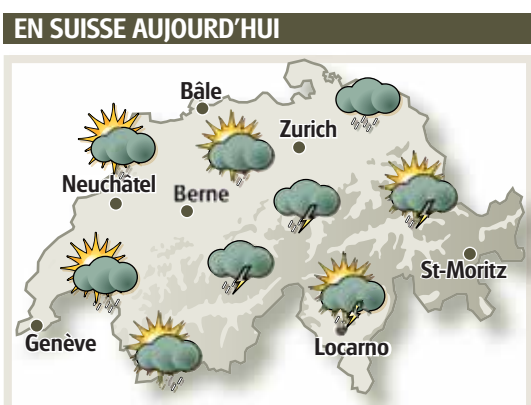 EN SUISSE AUJOURD'HUI
Bâle
Zurich
Neuchâtel
Berne
St-Moritz
Genève
Locarno